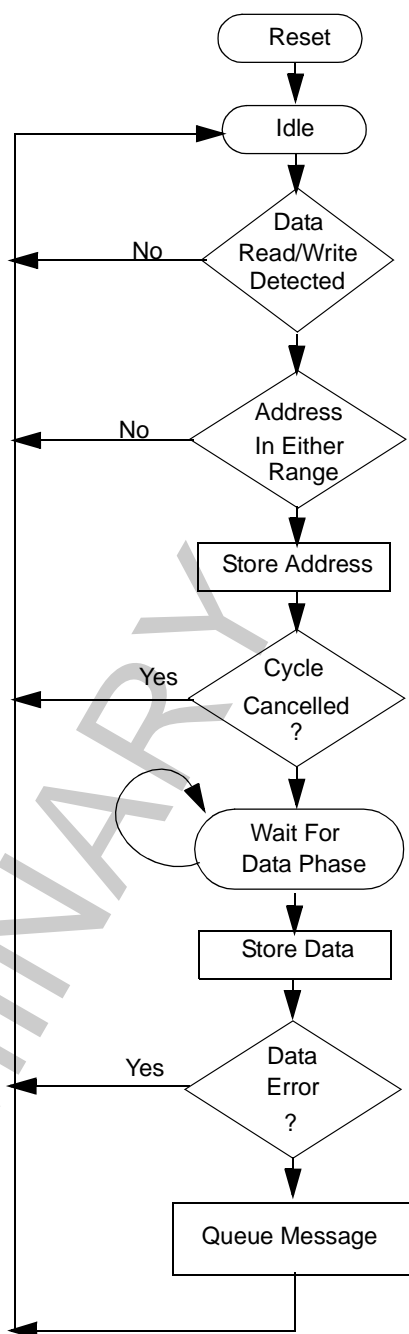 Reset
Idle
Data
Read/Write
Detected
No
Address
In Either
Range
No
Store Address
Cycle
Cancelled
?
Yes
Wait For
Data Phase
Store Data
Data
Error
?
Yes
Queue Message
INARY